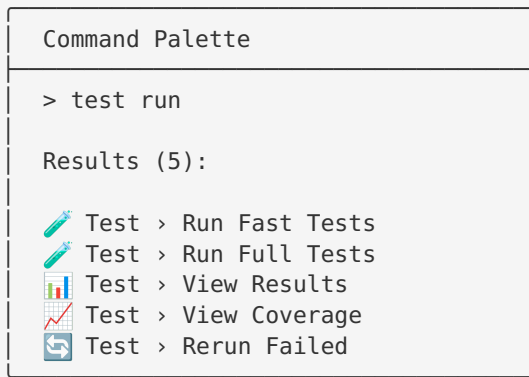 Command Palette
> test run
Results (5):
🧪 Test › Run Fast Tests
🧪 Test › Run Full Tests
📊 Test › View Results
📈 Test › View Coverage
🔄 Test › Rerun Failed